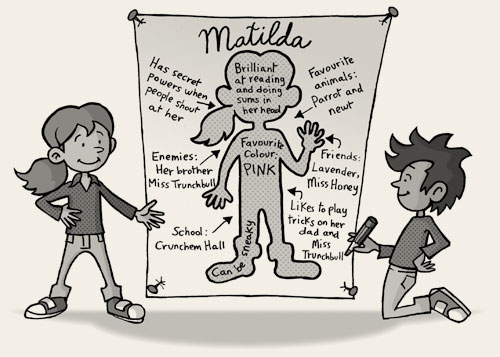 Matilda
Has secret
powers when
people shout
at her
Brilliant
at reading
and doing
sums in
her head
Favourite
animals:
Parrot and
newt
Enemies:
Her brother
Miss Trunchbull
Favourite
Colour:
PINK
Friends:
Lavender,
Miss Honey
School:
Crunchem Hall
Likes to play
tricks on her
dad and
Miss
Trunchbull
Can be sneaky